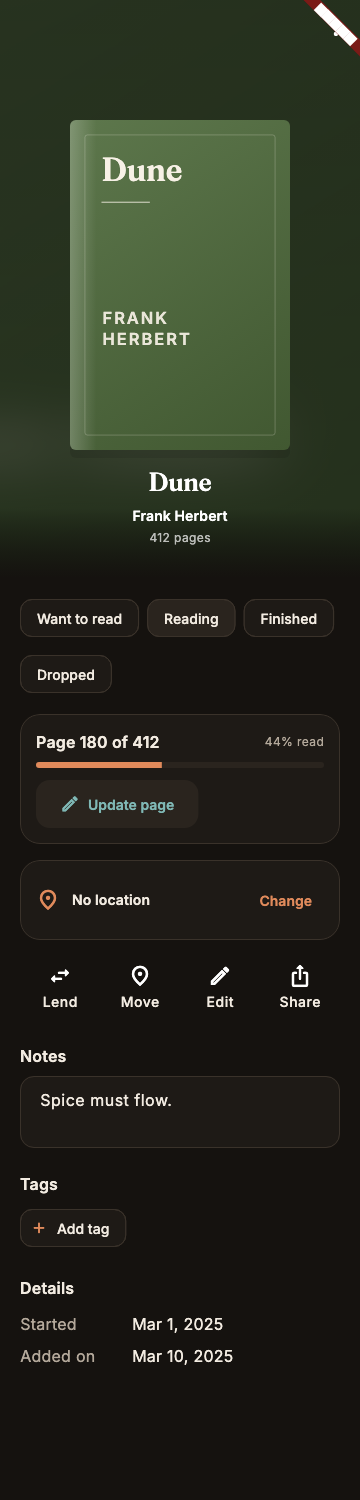 Dune
FRANK
HERBERT
Dune
Frank Herbert
412 pages
Want to read
Reading
Finished
Dropped
Page 180 of 412
44% read
Update page
No location
Change
Lend
Move
Edit
Share
Notes
Spice must flow.
Tags
+ Add tag
Details
Started
Mar 1, 2025
Added on
Mar 10, 2025